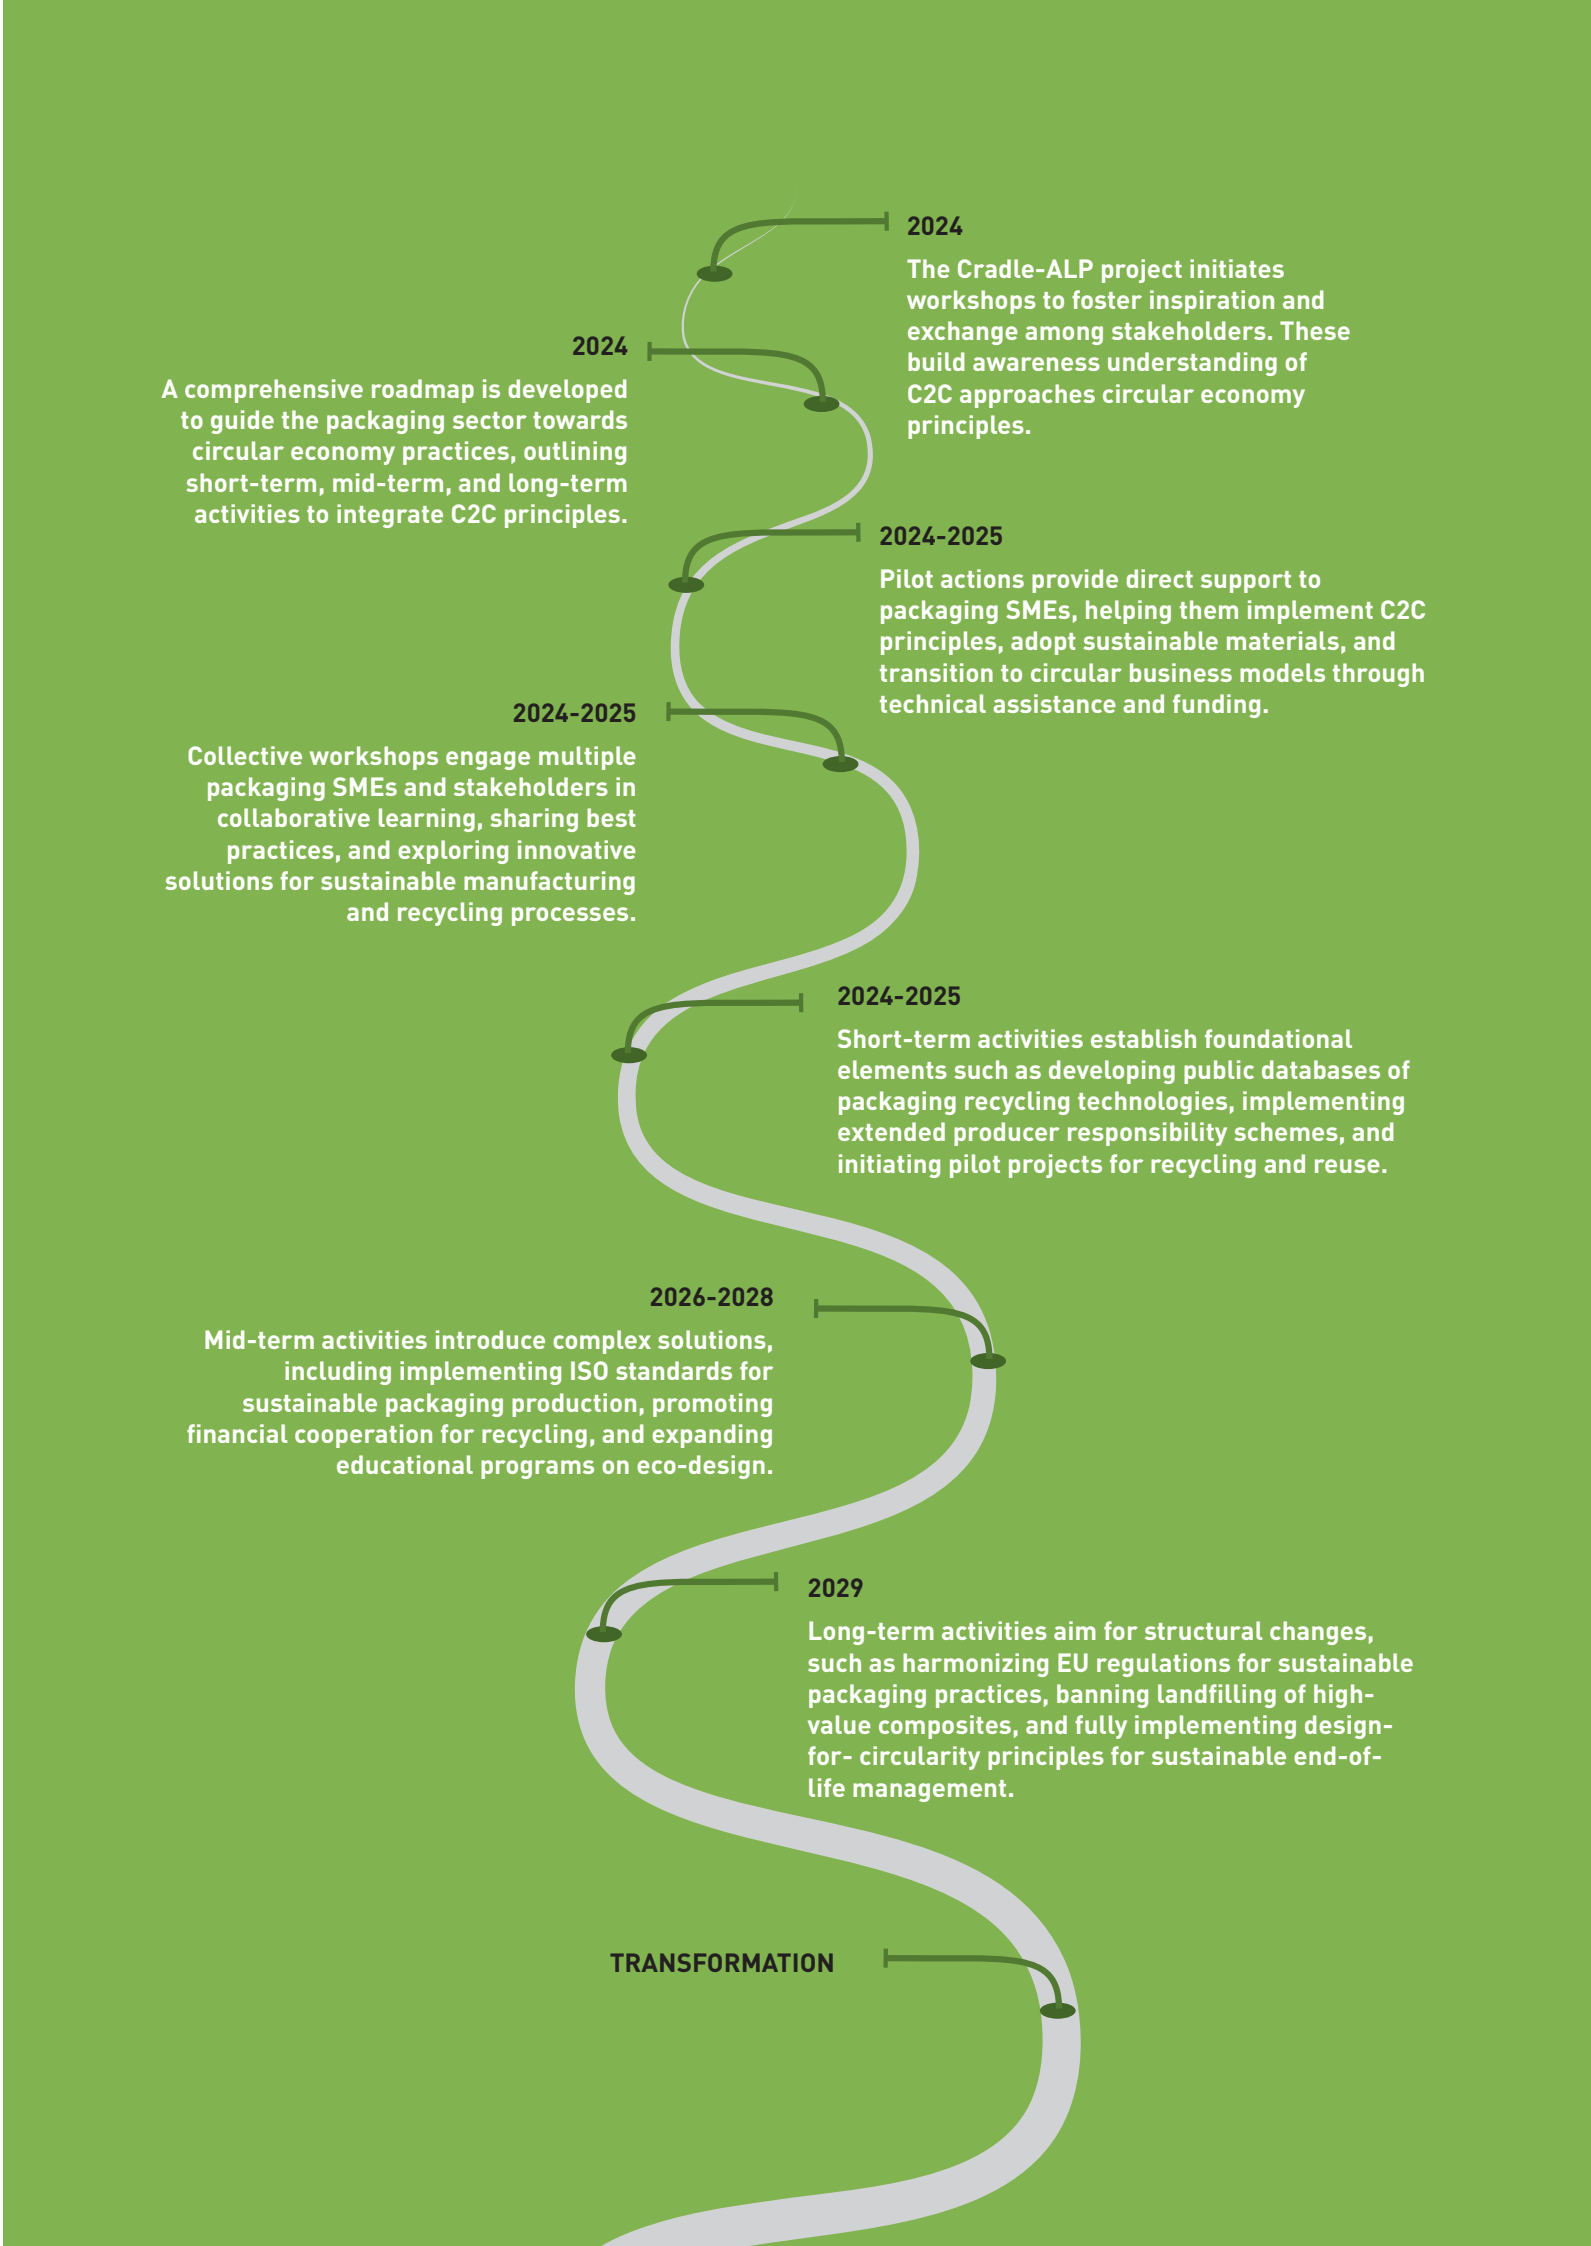 2024
The Cradle-ALP project initiates
workshops to foster inspiration and
exchange among stakeholders. These
build awareness understanding of
C2C approaches circular economy
principles.
2024
A comprehensive roadmap is developed
to guide the packaging sector towards
circular economy practices, outlining
short-term, mid-term, and long-term
activities to integrate C2C principles.
2024-2025
Pilot actions provide direct support to
packaging SMEs, helping them implement C2C
principles, adopt sustainable materials, and
transition to circular business models through
technical assistance and funding.
2024-2025
Collective workshops engage multiple
packaging SMEs and stakeholders in
collaborative learning, sharing best
practices, and exploring innovative
solutions for sustainable manufacturing
and recycling processes.
2024-2025
Short-term activities establish foundational
elements such as developing public databases of
packaging recycling technologies, implementing
extended producer responsibility schemes, and
initiating pilot projects for recycling and reuse.
2026-2028
Mid-term activities introduce complex solutions,
including implementing ISO standards for
sustainable packaging production, promoting
financial cooperation for recycling, and expanding
educational programs on eco-design.
2029
Long-term activities aim for structural changes,
such as harmonizing EU regulations for sustainable
packaging practices, banning landfilling of high-
value composites, and fully implementing design-
for- circularity principles for sustainable end-of-
life management.
TRANSFORMATION